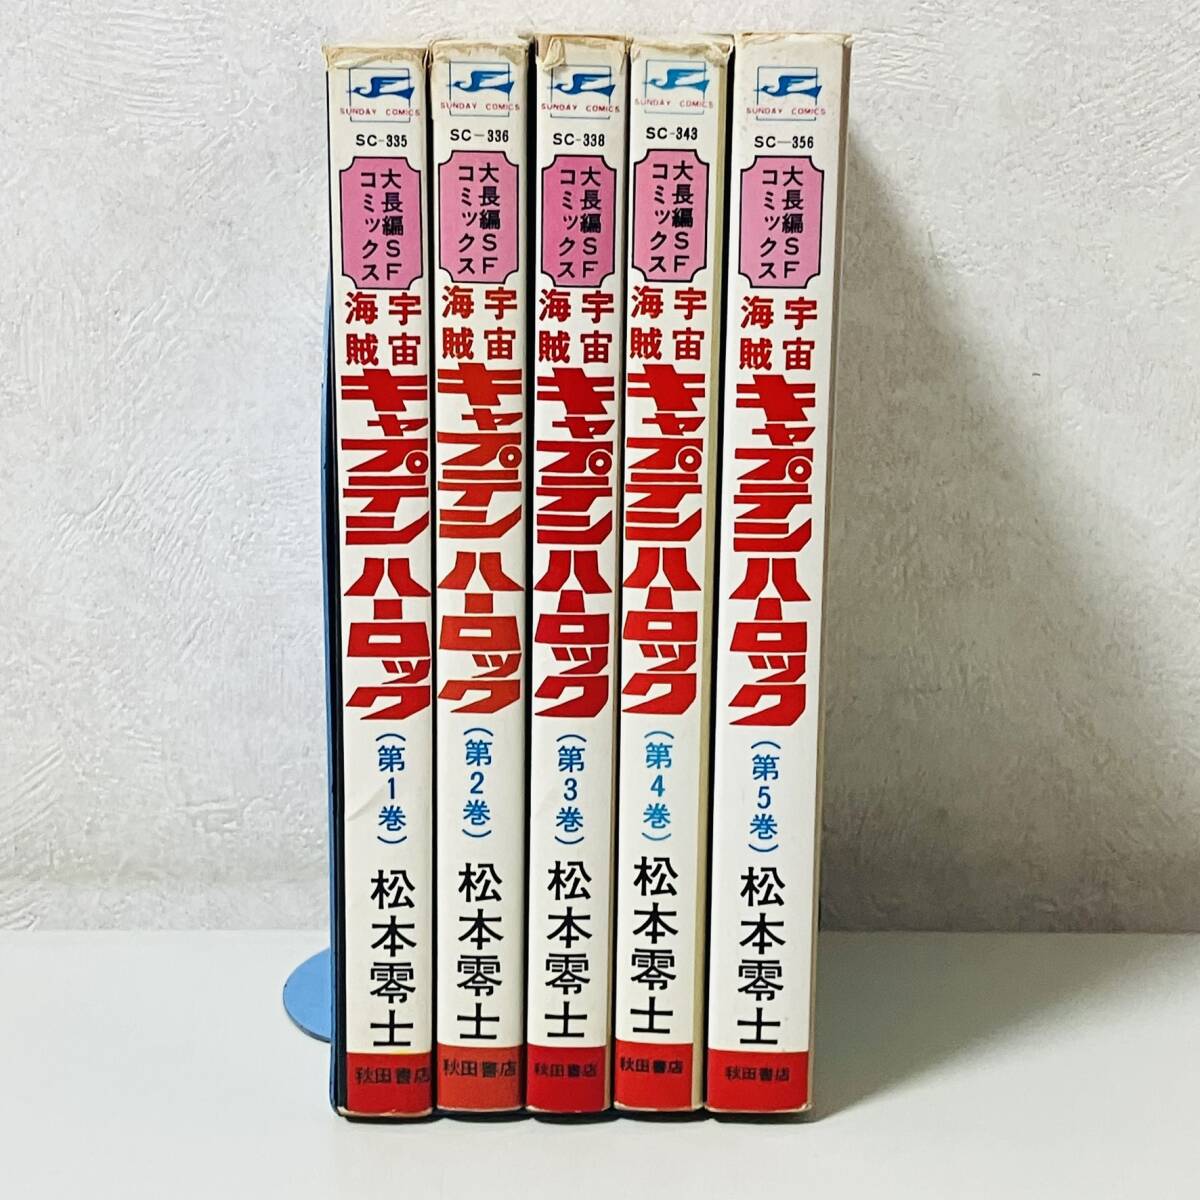 SUNDAY COMICS
SC-335
大長編SF
コミックス
宇宙
海賊
キャプテン
ハーロック
(第1巻)
松本零士
秋田書店
SUNDAY COMICS
SC-336
大長編SF
コミックス
宇宙
海賊
キャプテン
ハーロック
(第2巻)
松本零士
秋田書店
SUNDAY COMICS
SC-338
大長編SF
コミックス
宇宙
海賊
キャプテン
ハーロック
(第3巻)
松本零士
秋田書店
SUNDAY COMICS
SC-343
大長編SF
コミックス
宇宙
海賊
キャプテン
ハーロック
(第4巻)
松本零士
秋田書店
SUNDAY COMICS
SC-356
大長編SF
コミックス
宇宙
海賊
キャプテン
ハーロック
(第5巻)
松本零士
秋田書店